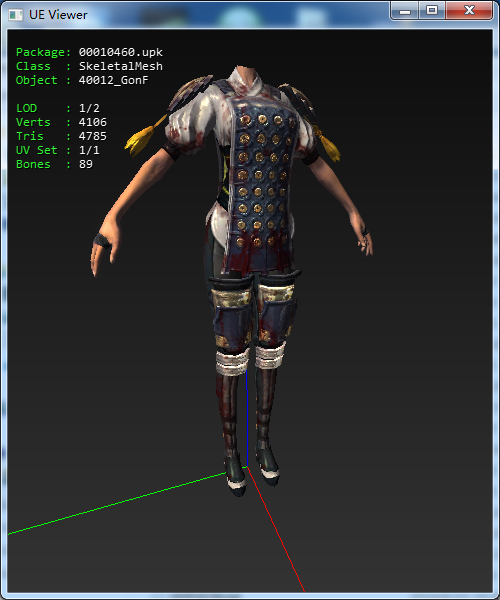 UE Viewer
Package: 00010460.upk
Class : SkeletalMesh
Object : 40012_GonF
LOD : 1/2
Verts : 4106
Tris : 4785
UV Set : 1/1
Bones : 89